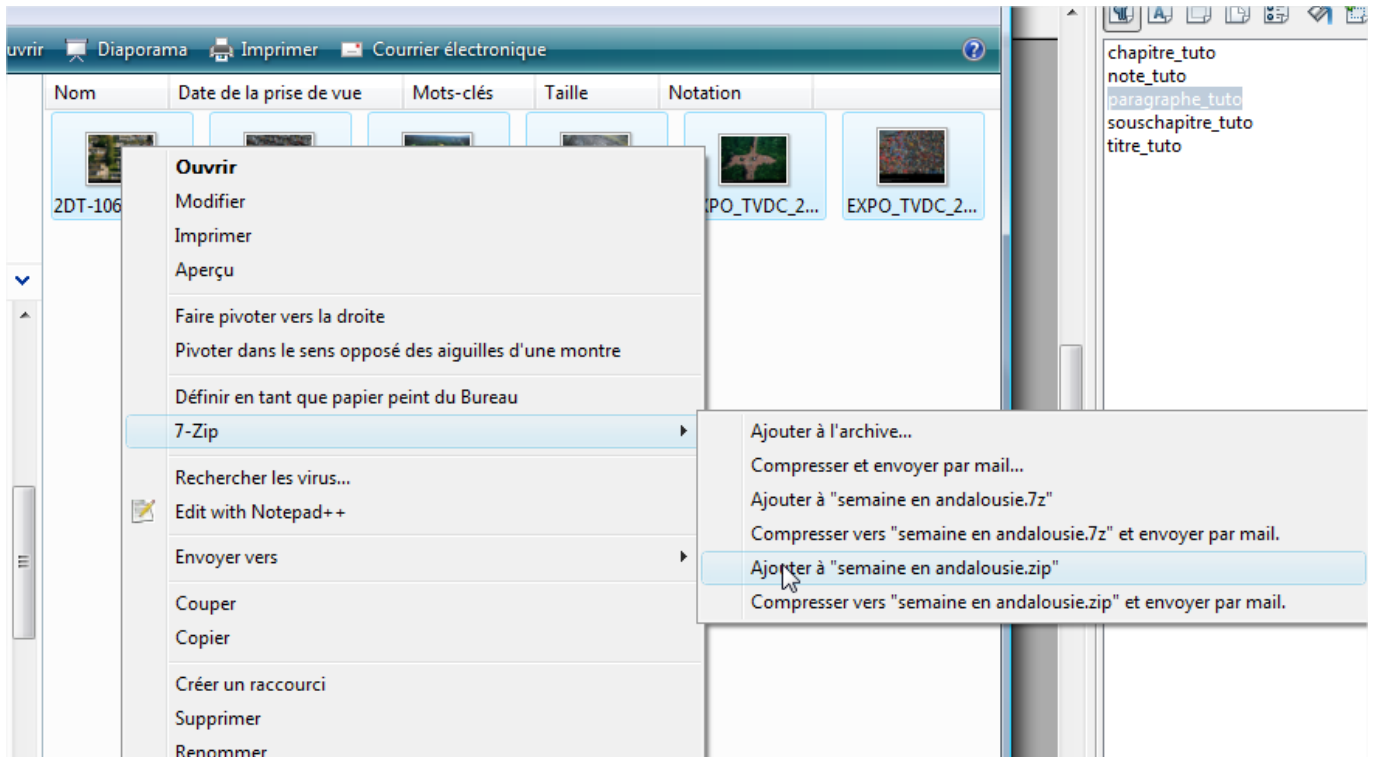 uvrir Diaporama Imprimer Courrier électronique
Nom Date de la prise de vue Mots-clés Taille Notation
2DT-106 PO_TVDC_2... EXPO_TVDC_2...
Ouvrir
Modifier
Imprimer
Aperçu
Faire pivoter vers la droite
Pivoter dans le sens opposé des aiguilles d'une montre
Définir en tant que papier peint du Bureau
7-Zip
Rechercher les virus...
Edit with Notepad++
Envoyer vers
Couper
Copier
Créer un raccourci
Supprimer
Renommer
Ajouter à l'archive...
Compresser et envoyer par mail...
Ajouter à "semaine en andalousie.7z"
Compresser vers "semaine en andalousie.7z" et envoyer par mail.
Ajouter à "semaine en andalousie.zip"
Compresser vers "semaine en andalousie.zip" et envoyer par mail.
chapitre_tuto
note_tuto
paragraphe_tuto
souschapitre_tuto
titre_tuto